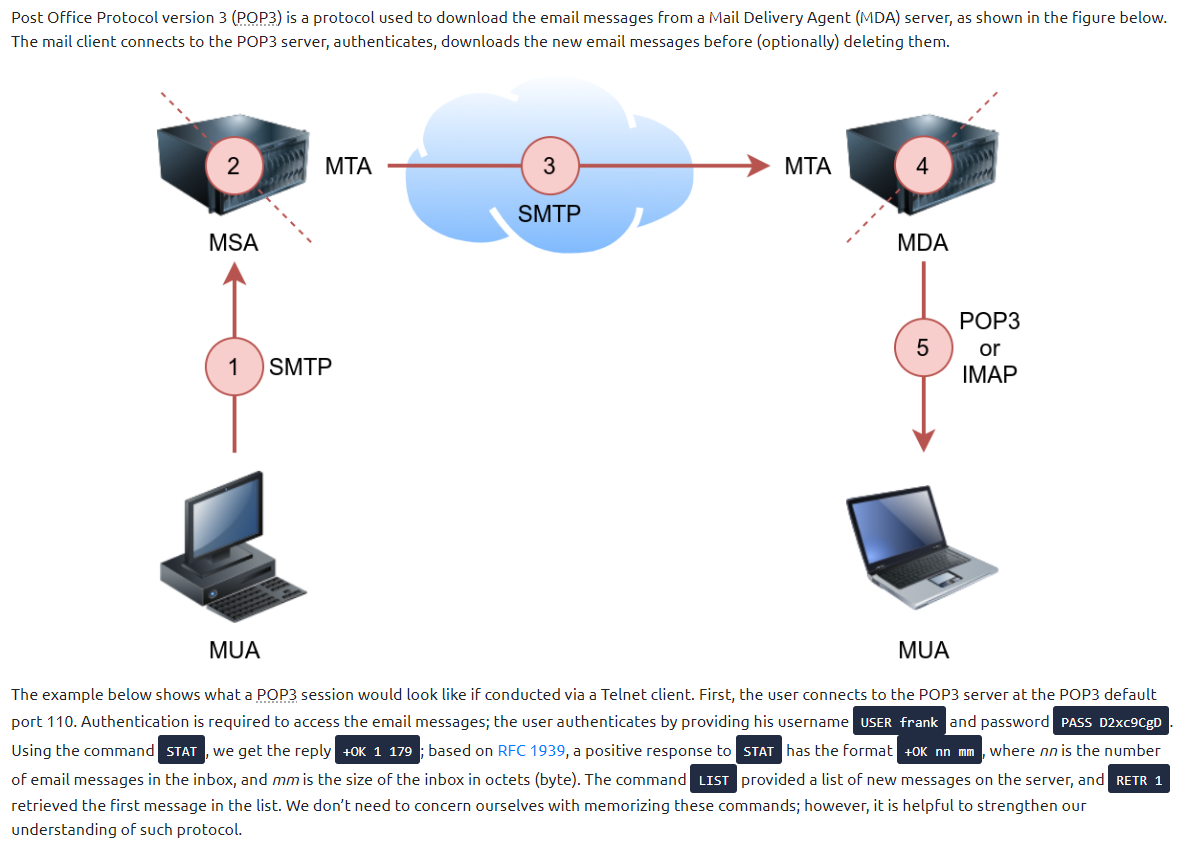 Post Office Protocol version 3 (POP3) is a protocol used to download the email messages from a Mail Delivery Agent (MDA) server, as shown in the figure below.
The mail client connects to the POP3 server, authenticates, downloads the new email messages before (optionally) deleting them.
2
MTA
3
MTA
4
SMTP
MSA
MDA
1
SMTP
5
POP3
or
IMAP
MUA
MUA
The example below shows what a POP3 session would look like if conducted via a Telnet client. First, the user connects to the POP3 server at the POP3 default
port 110. Authentication is required to access the email messages; the user authenticates by providing his username USER frank and password PASS D2xc9CgD .
Using the command STAT , we get the reply +OK 1 179 ; based on RFC 1939, a positive response to STAT has the format +OK nn mm , where nn is the number
of email messages in the inbox, and mm is the size of the inbox in octets (byte). The command LIST provided a list of new messages on the server, and RETR 1
retrieved the first message in the list. We don’t need to concern ourselves with memorizing these commands; however, it is helpful to strengthen our
understanding of such protocol.